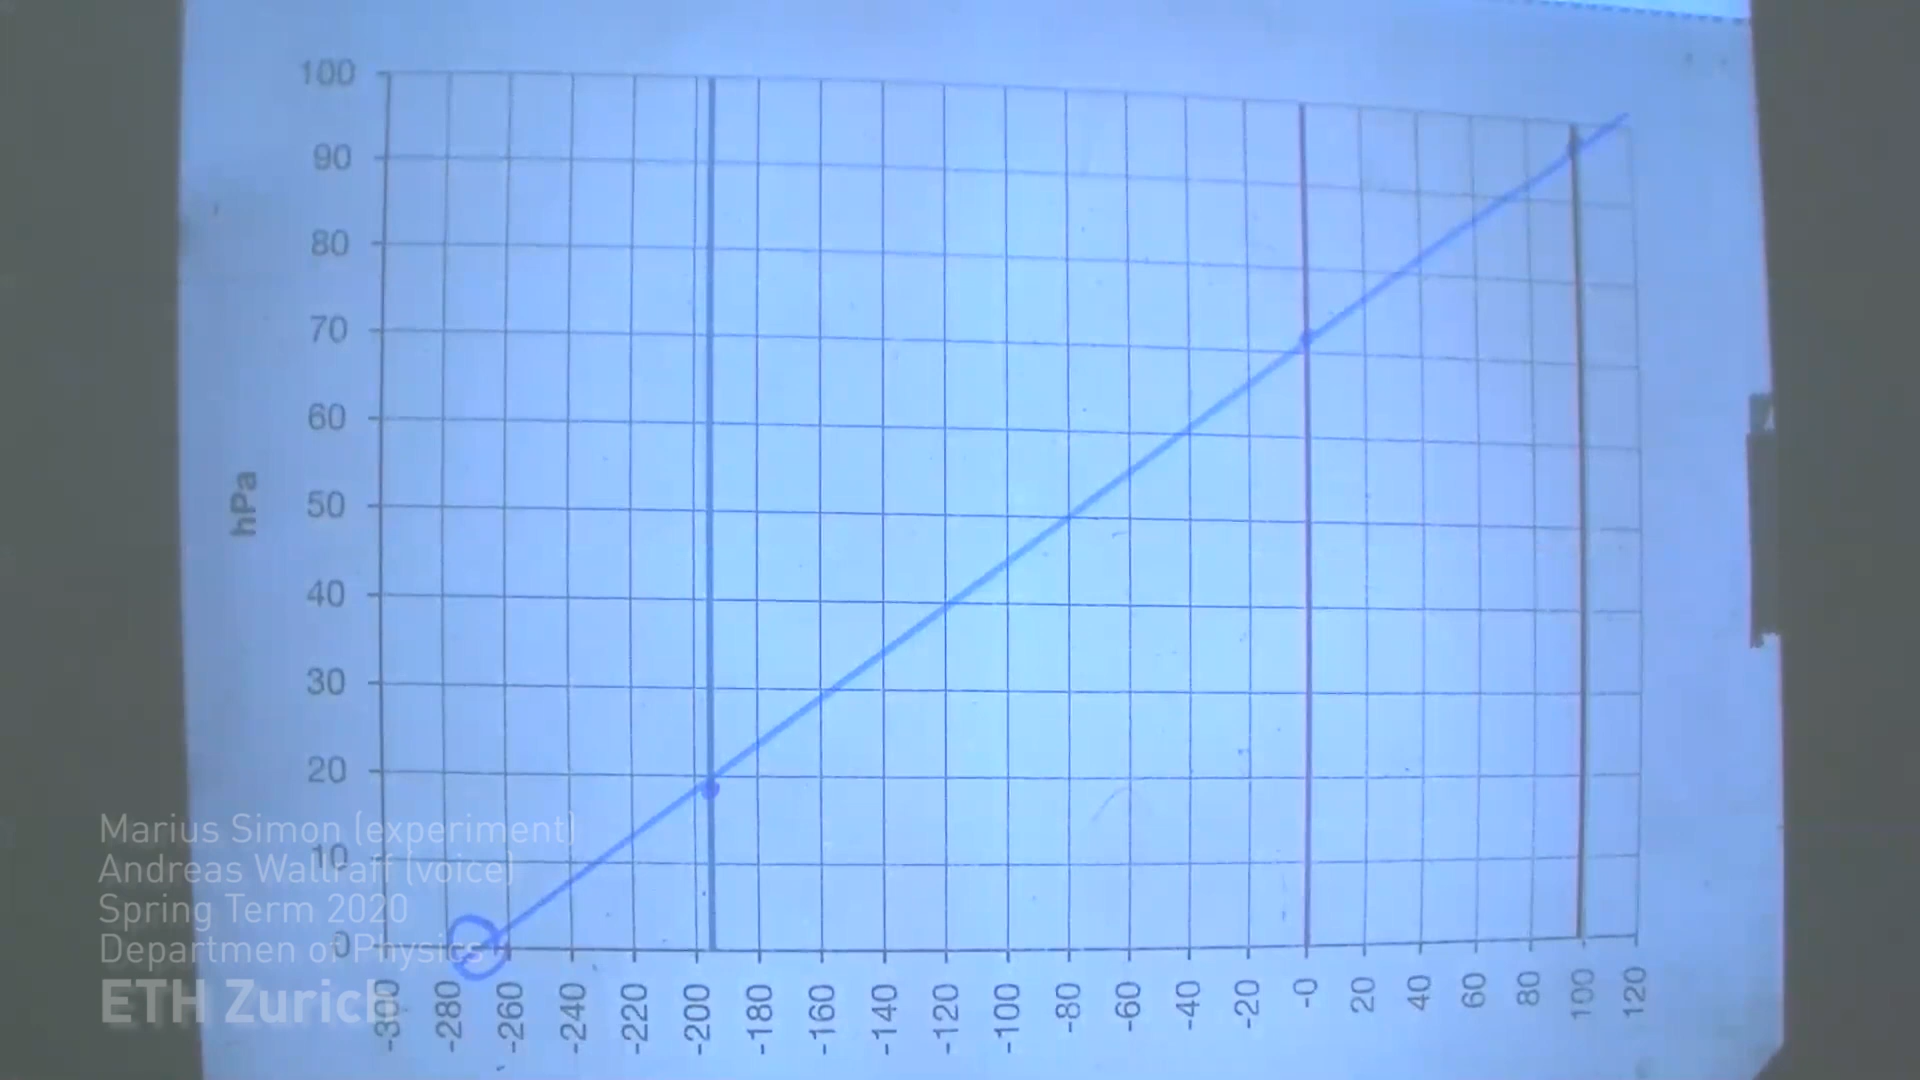 100
90
80
70
60
50
40
30
20
10
0
hPa
-300 -280 -260 -240 -220 -200 -180 -160 -140 -120 -100 -80 -60 -40 -20 -0 20 40 60 80 100 120
Marius Simon (experiment)
Andreas Wallraff (voice)
Spring Term 2020
Departmen of Physics
ETH Zurich